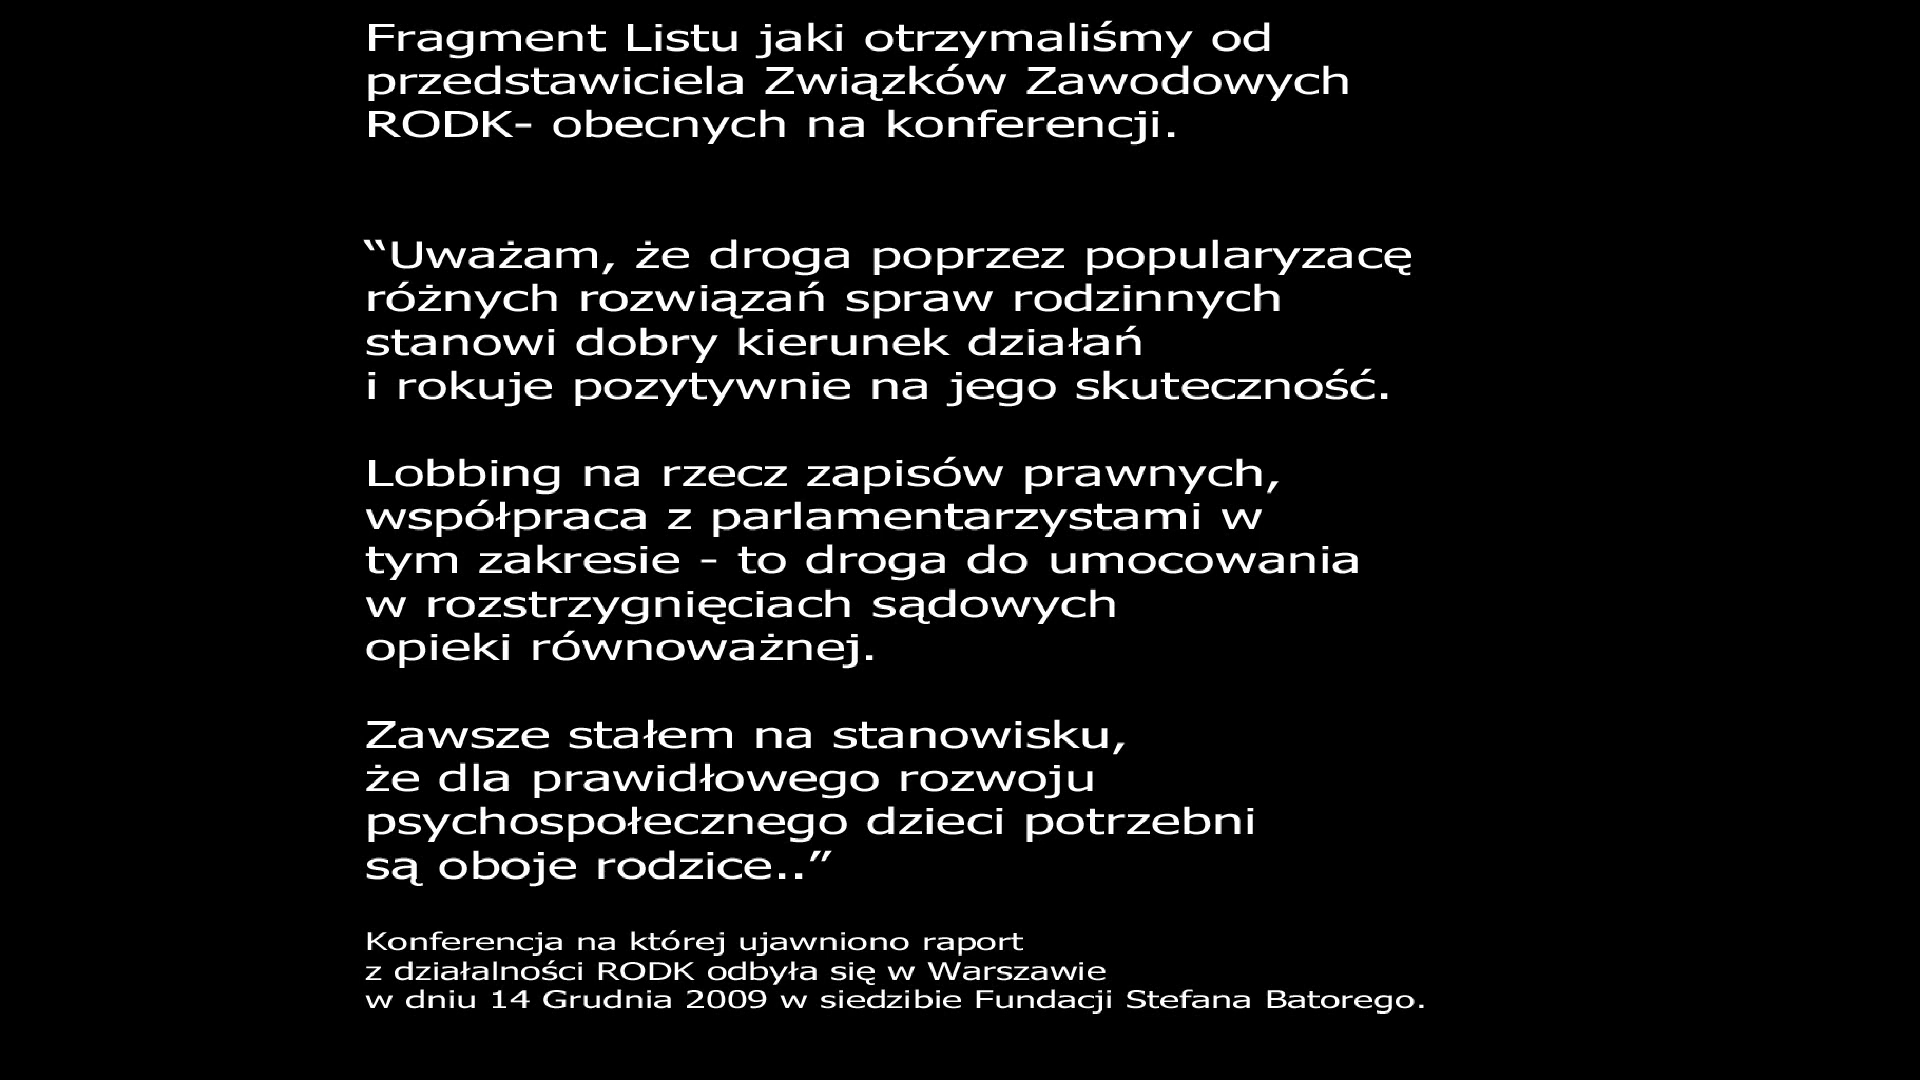 Fragment Listu jaki otrzymaliśmy od
przedstawiciela Związków Zawodowych
RODK- obecnych na konferencji.
“Uważam, że droga poprzez popularyzacę
różnych rozwiązań spraw rodzinnych
stanowi dobry kierunek działań
i rokuje pozytywnie na jego skuteczność.
Lobbing na rzecz zapisów prawnych,
współpraca z parlamentarzystami w
tym zakresie - to droga do umocowania
w rozstrzygnięciach sądowych
opieki równoważnej.
Zawsze stałem na stanowisku,
że dla prawidłowego rozwoju
psychospołecznego dzieci potrzebni
są oboje rodzice..”
Konferencja na której ujawniono raport
z działalności RODK odbyła się w Warszawie
w dniu 14 Grudnia 2009 w siedzibie Fundacji Stefana Batorego.